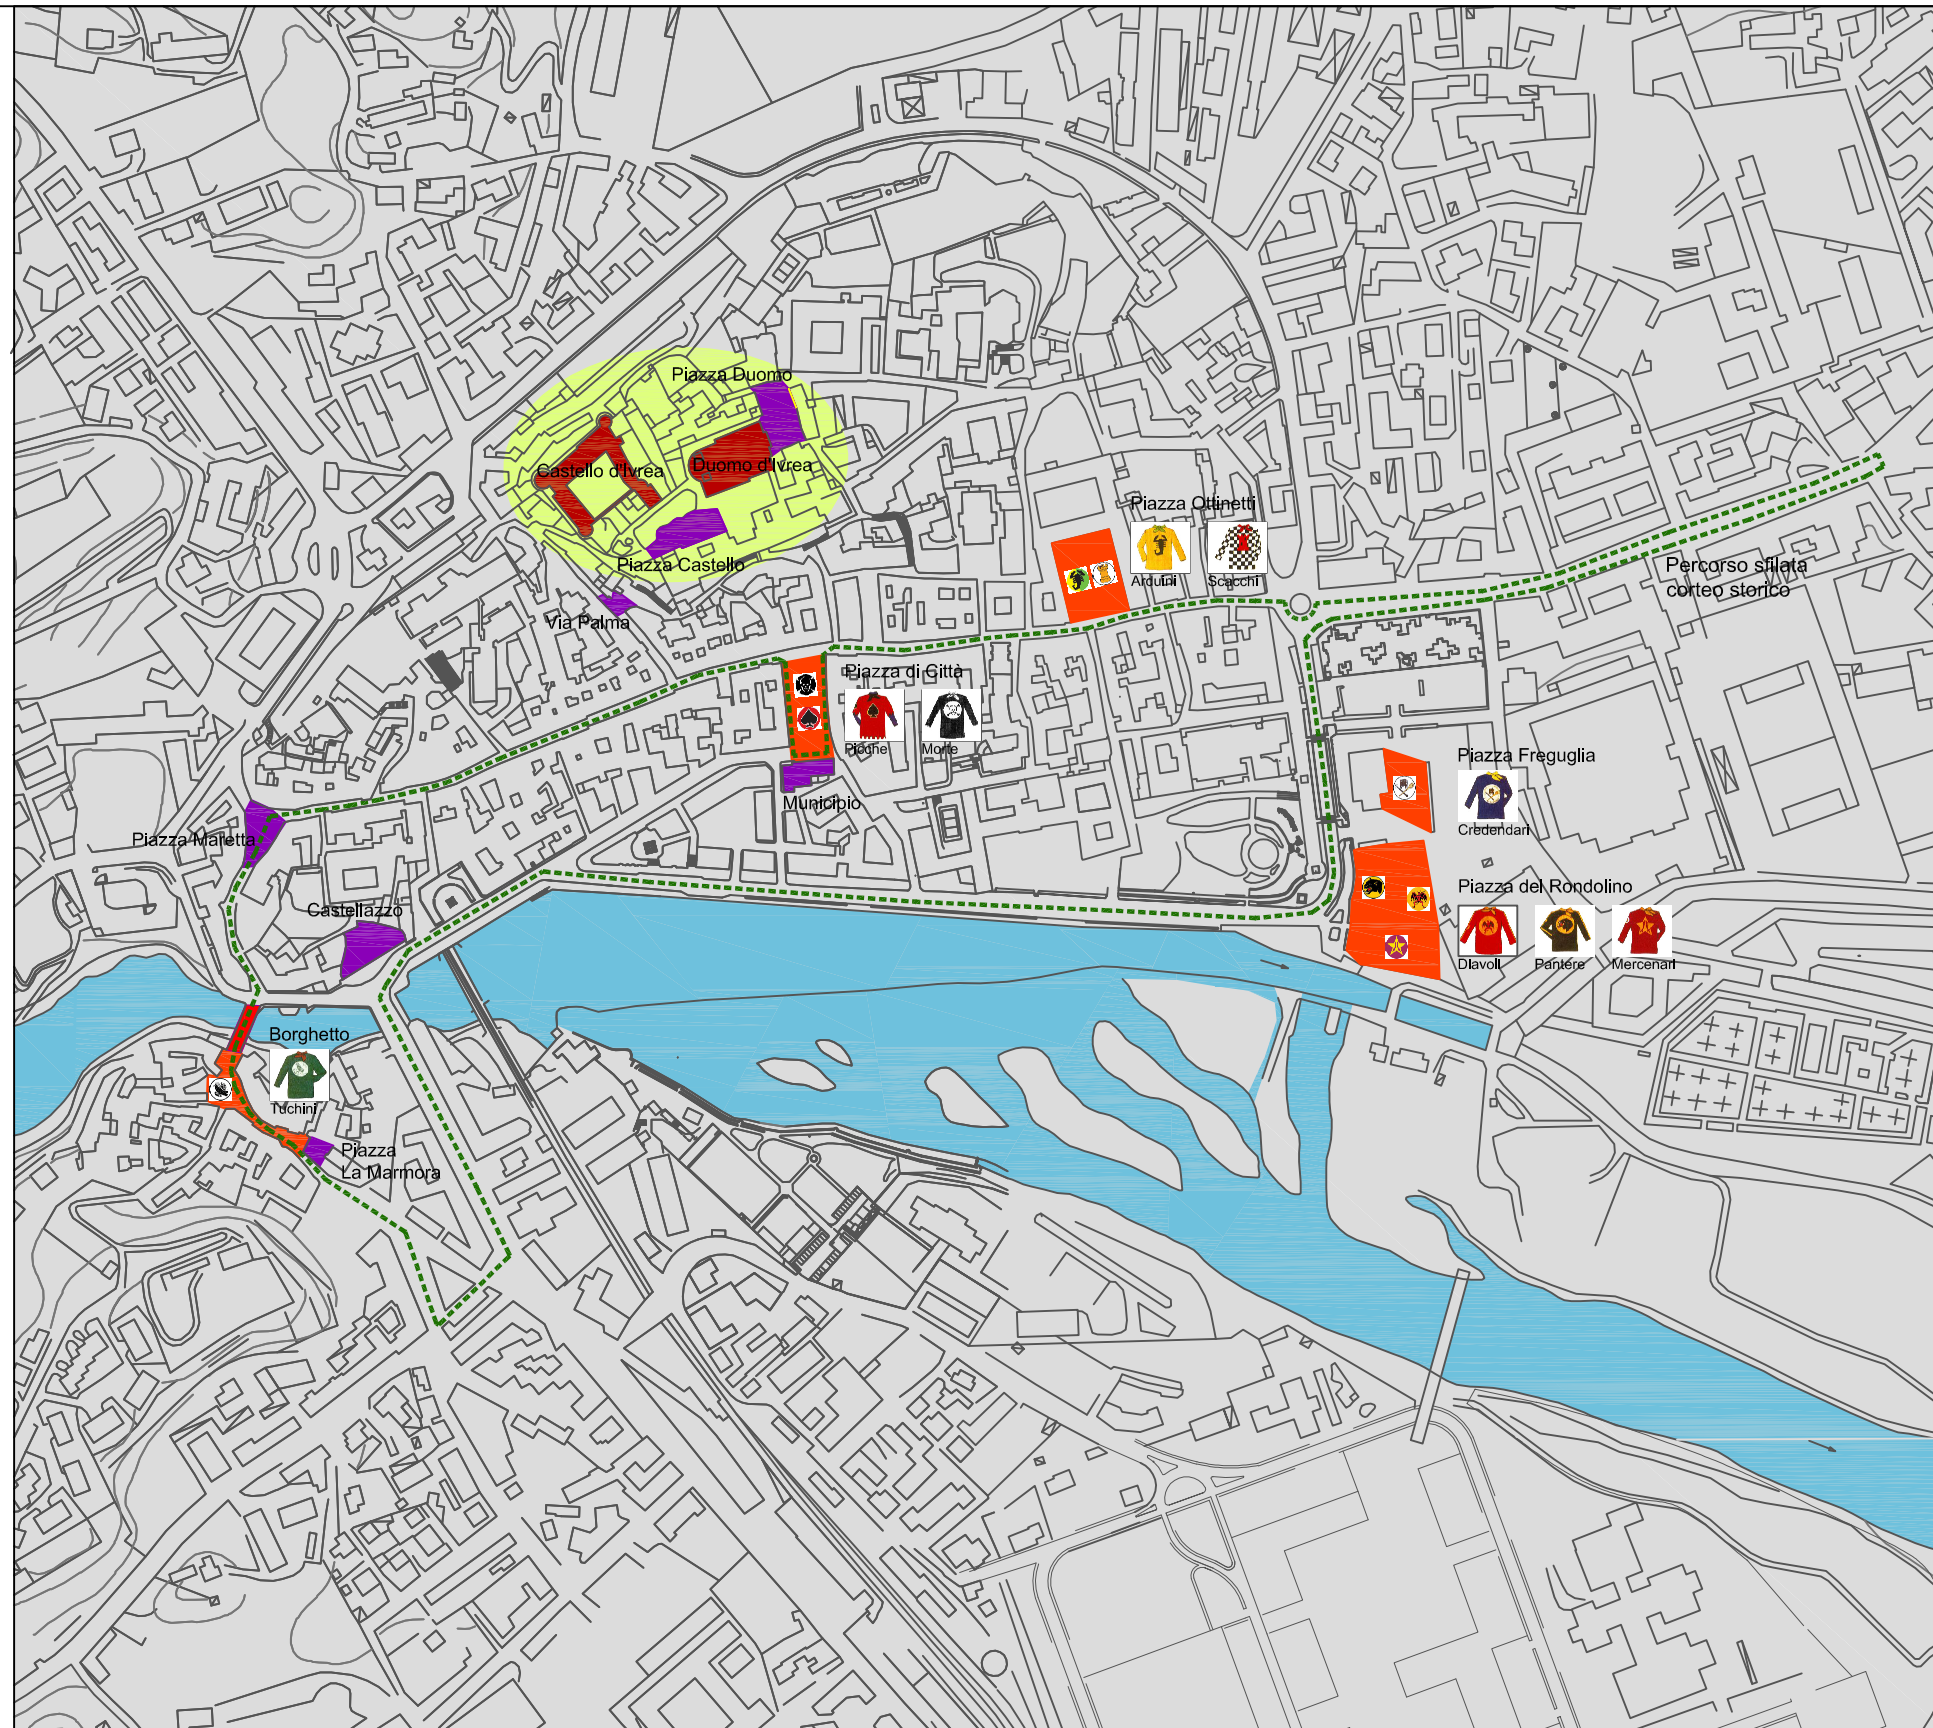 Piazza Duomo
Castello d'Ivrea
Duomo d'Ivrea
Piazza Ottinetti
Piazza Castello
Arduini
Scacchi
Percorso sfilata
corteo storico
Via Palma
Piazza di Città
Picche
Morte
Piazza Freguglia
Municipio
Credendari
Piazza Maretta
Piazza del Rondolino
Castellazzo
Diavoli
Pantere
Mercenari
Borghetto
Tuchini
Piazza
La Marmora